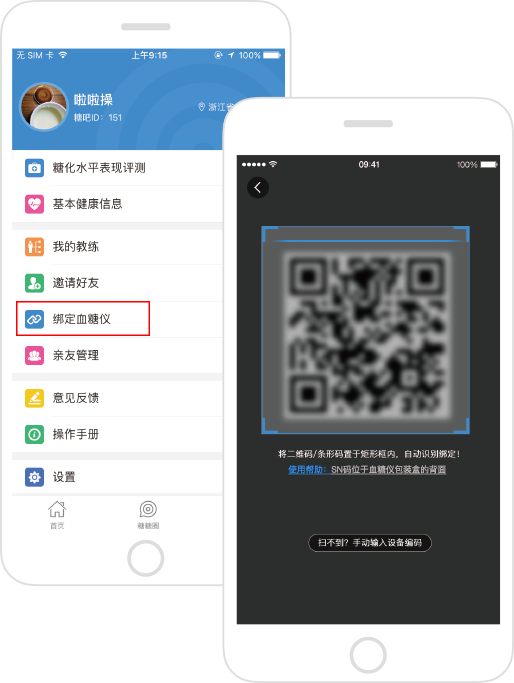 无 SIM 卡
上午9:15
100%
啦啦操
糖吧ID：151
浙江省
糖化水平表现评测
基本健康信息
我的教练
邀请好友
绑定血糖仪
亲友管理
意见反馈
操作手册
设置
首页
糖糖圈
09:41
100%
将二维码/条形码置于矩形框内，自动识别绑定！
使用帮助：SN码位于血糖仪包装盒的背面
扫不到？手动输入设备编码